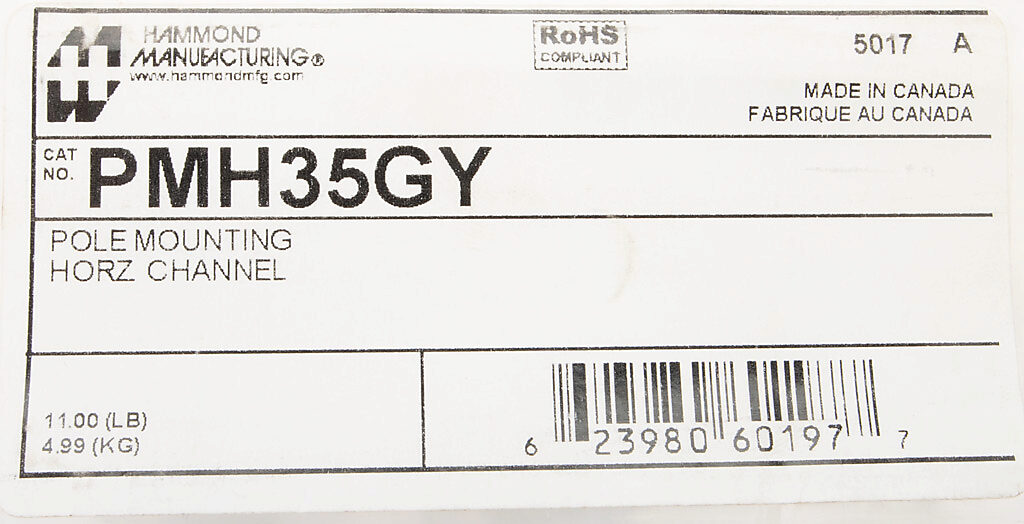 HAMMOND
MANUFACTURING®
www.hammondmfg.com
RoHS
COMPLIANT
5017 A
MADE IN CANADA
FABRIQUE AU CANADA
CAT
NO.
PMH35GY
POLE MOUNTING
HORZ CHANNEL
11.00 (LB)
4.99 (KG)
6 23980 60197 7